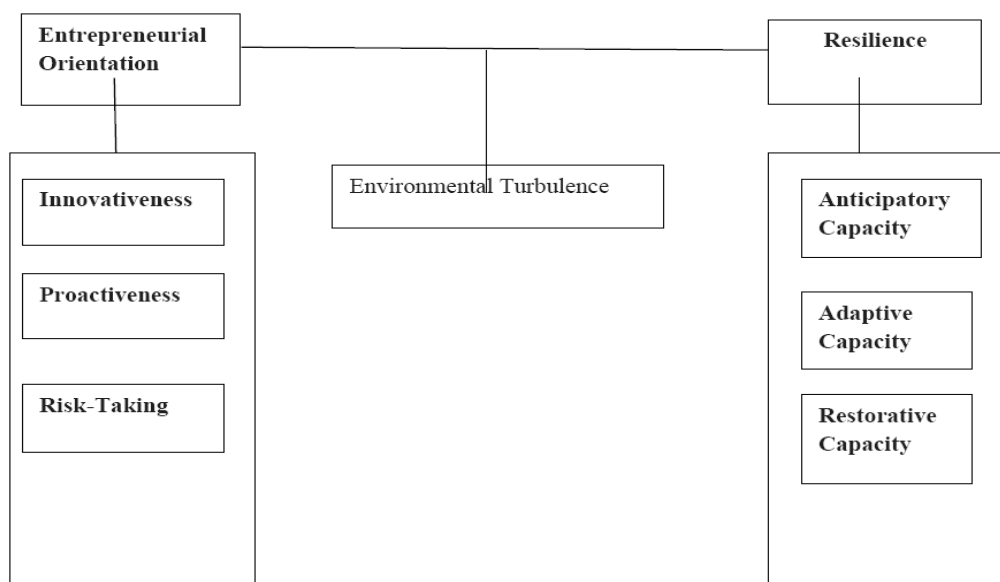 Entrepreneurial
Orientation
Resilience
Environmental Turbulence
Innovativeness
Proactiveness
Risk-Taking
Anticipatory
Capacity
Adaptive
Capacity
Restorative
Capacity